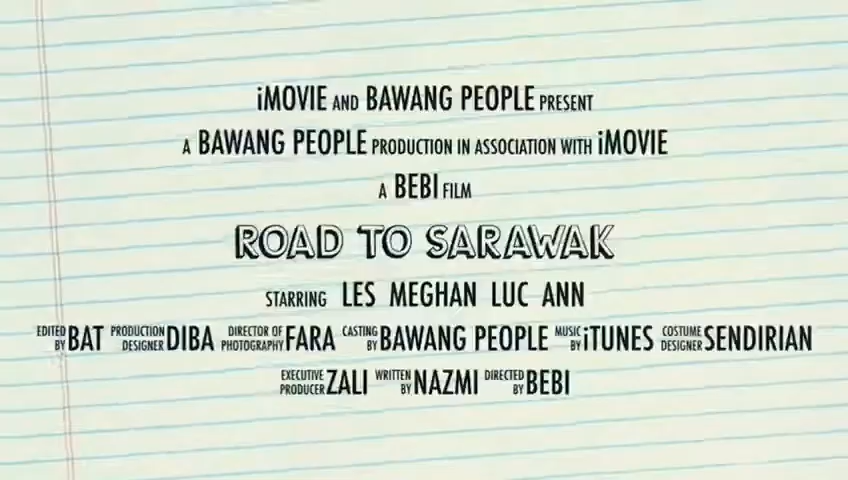 iMOVIE AND BAWANG PEOPLE PRESENT
A BAWANG PEOPLE PRODUCTION IN ASSOCIATION WITH iMOVIE
A BEBI FILM
ROAD TO SARAWAK
STARRING LES MEGHAN LUC ANN
EDITED BY BAT PRODUCTION DESIGNER DIBA DIRECTOR OF PHOTOGRAPHY FARA CASTING BY BAWANG PEOPLE MUSIC BY iTUNES COSTUME DESIGNER SENDIRIAN
EXECUTIVE PRODUCER ZALI WRITTEN BY NAZMI DIRECTED BY BEBI